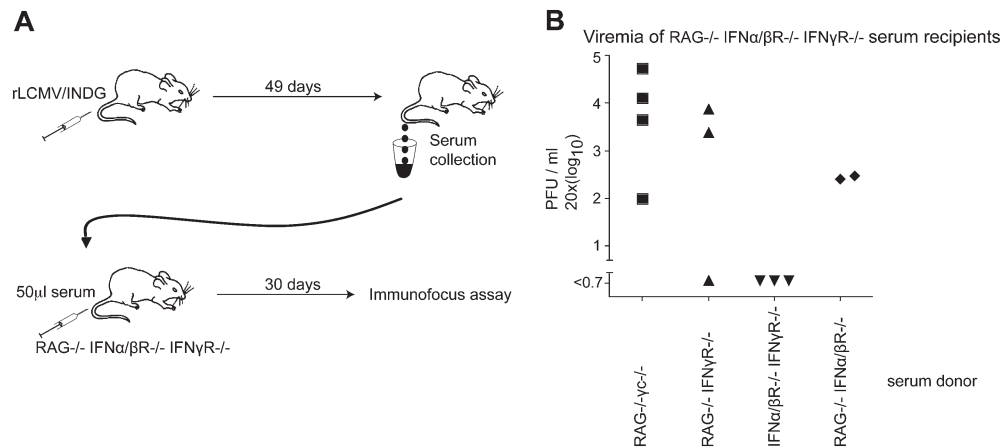 A
rLCMV/INDG
49 days
Serum
collection
50µl serum
30 days
Immunofocus assay
RAG-/- IFNα/βR-/- IFNγR-/-
B
Viremia of RAG-/- IFNα/βR-/- IFNγR-/- serum recipients
PFU / ml
20x(log10)
5
4
3
2
1
<0.7
RAG-/-γc-/-
RAG-/- IFNγR-/-
IFNα/βR-/- IFNγR-/-
RAG-/- IFNα/βR-/-
serum donor